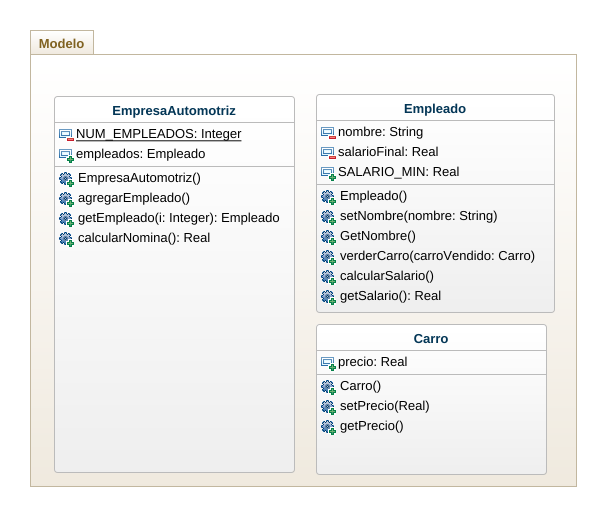 Modelo
EmpresaAutomotriz
NUM_EMPLEADOS: Integer
empleados: Empleado
EmpresaAutomotriz()
agregarEmpleado()
getEmpleado(i: Integer): Empleado
calcularNomina(): Real
Empleado
nombre: String
salarioFinal: Real
SALARIO_MIN: Real
Empleado()
setNombre(nombre: String)
GetNombre()
verderCarro(carroVendido: Carro)
calcularSalario()
getSalario(): Real
Carro
precio: Real
Carro()
setPrecio(Real)
getPrecio()